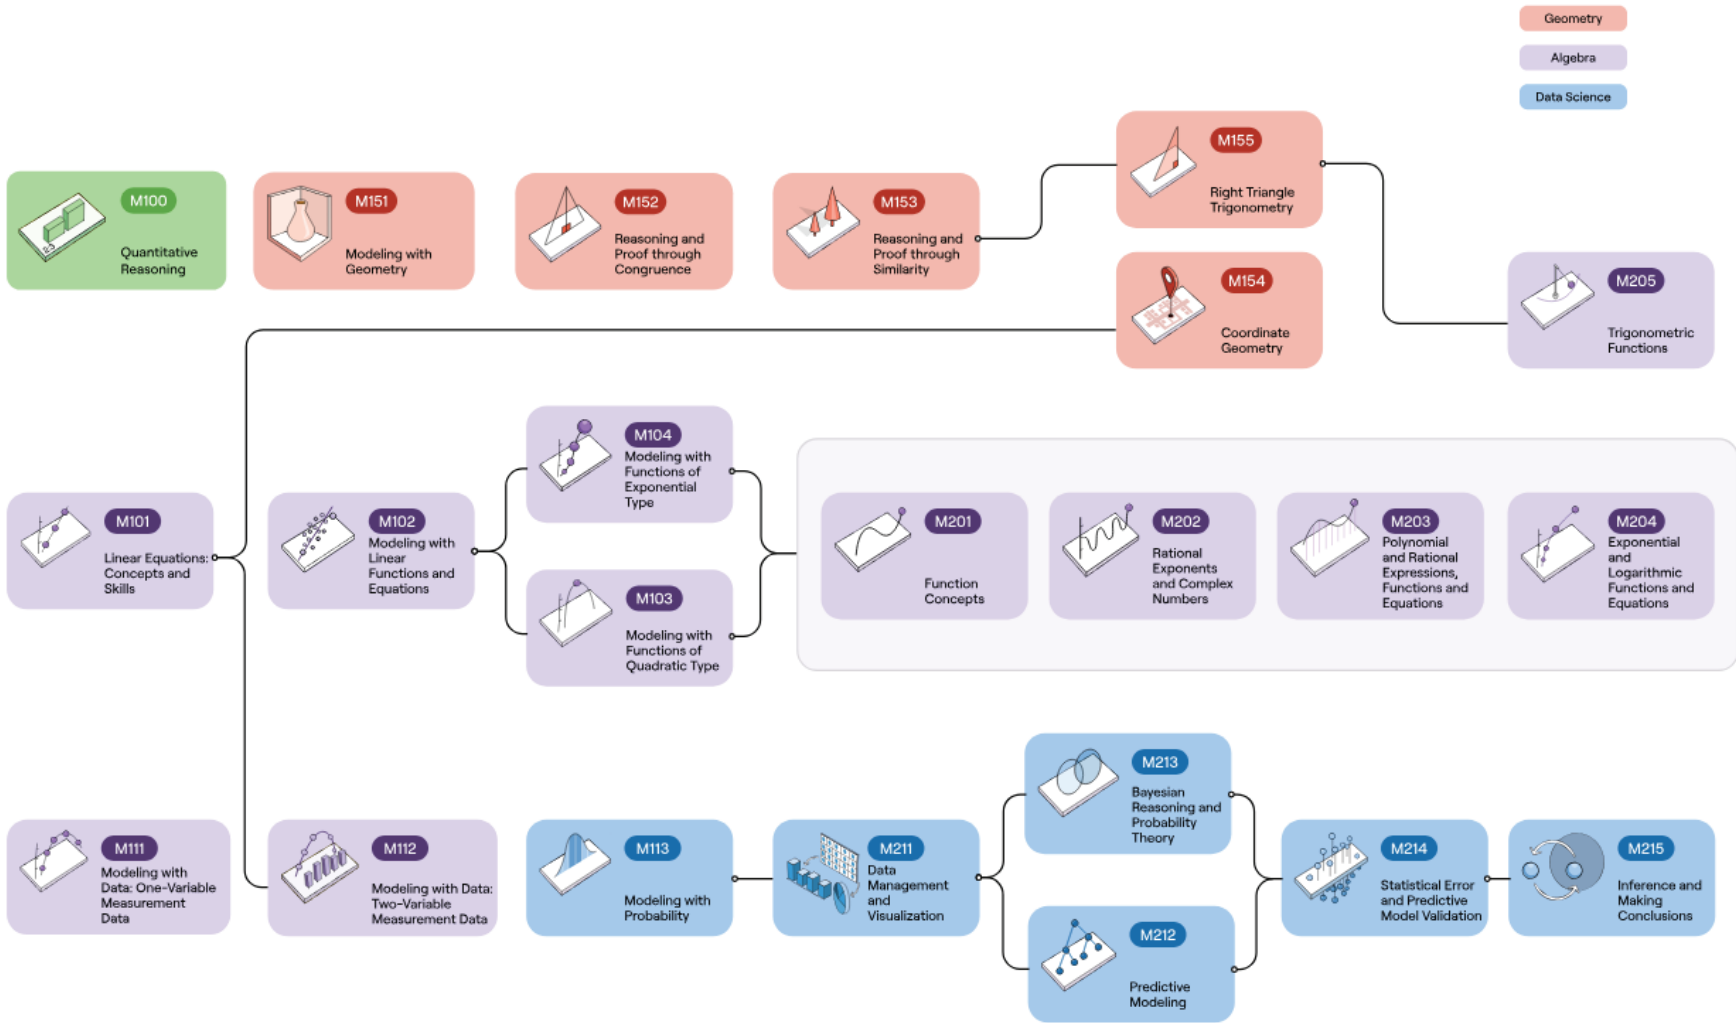 Geometry
Algebra
Data Science
M155
Right Triangle
Trigonometry
M100
Quantitative
Reasoning
M151
Modeling with
Geometry
M152
Reasoning and
Proof through
Congruence
M153
Reasoning and
Proof through
Similarity
M154
Coordinate
Geometry
M205
Trigonometric
Functions
M104
Modeling with
Functions of
Exponential
Type
M101
Linear Equations:
Concepts and
Skills
M102
Modeling with
Linear
Functions and
Equations
M103
Modeling with
Functions of
Quadratic Type
M201
Function
Concepts
M202
Rational
Exponents
and Complex
Numbers
M203
Polynomial
and Rational
Expressions,
Functions and
Equations
M204
Exponential
and
Logarithmic
Functions and
Equations
M111
Modeling with
Data: One-Variable
Measurement
Data
M112
Modeling with Data:
Two-Variable
Measurement Data
M113
Modeling with
Probability
M211
Data
Management
and
Visualization
M213
Bayesian
Reasoning and
Probability
Theory
M212
Predictive
Modeling
M214
Statistical Error
and Predictive
Model Validation
M215
Inference and
Making
Conclusions